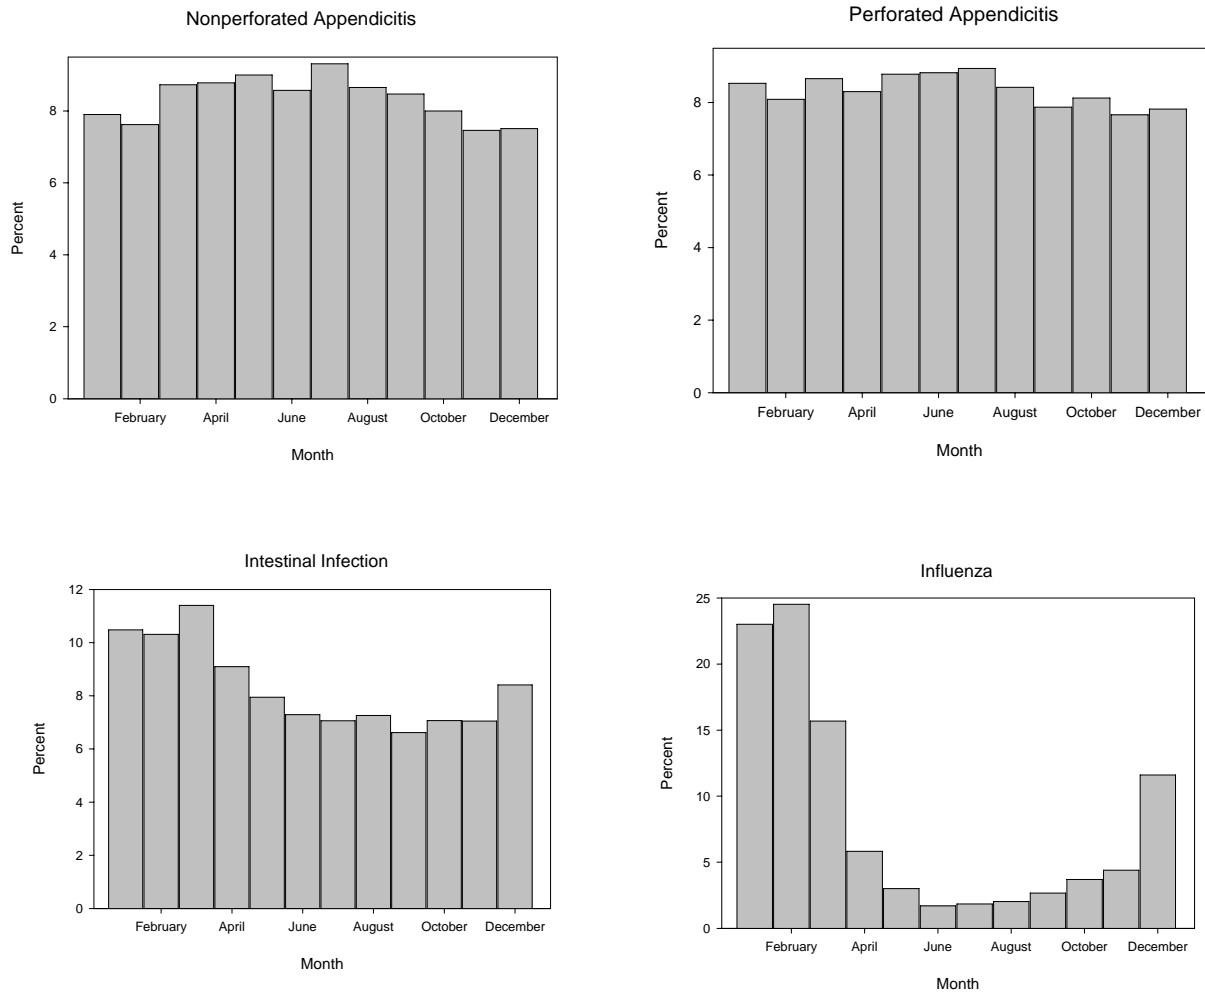 Nonperforated Appendicitis
Percent
8
6
4
2
0
February April June August October December
Month
Perforated Appendicitis
Percent
8
6
4
2
0
February April June August October December
Month
Intestinal Infection
Percent
12
10
8
6
4
2
0
February April June August October December
Month
Influenza
Percent
25
20
15
10
5
0
February April June August October December
Month